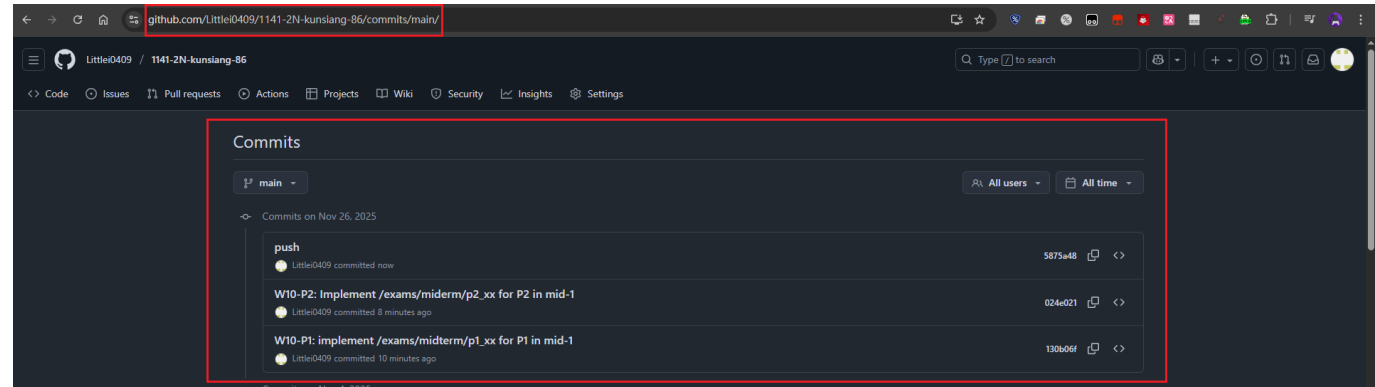 github.com/Littlei0409/1141-2N-kunsiang-86/commits/main/
Littlei0409 / 1141-2N-kunsiang-86
Type / to search
Code Issues Pull requests Actions Projects Wiki Security Insights Settings
Commits
main
All users All time
Commits on Nov 26, 2025
push
5875a48
Littlei0409 committed now
W10-P2: Implement /exams/miderm/p2_xx for P2 in mid-1
024e021
Littlei0409 committed 8 minutes ago
W10-P1: implement /exams/midterm/p1_xx for P1 in mid-1
130b06f
Littlei0409 committed 10 minutes ago